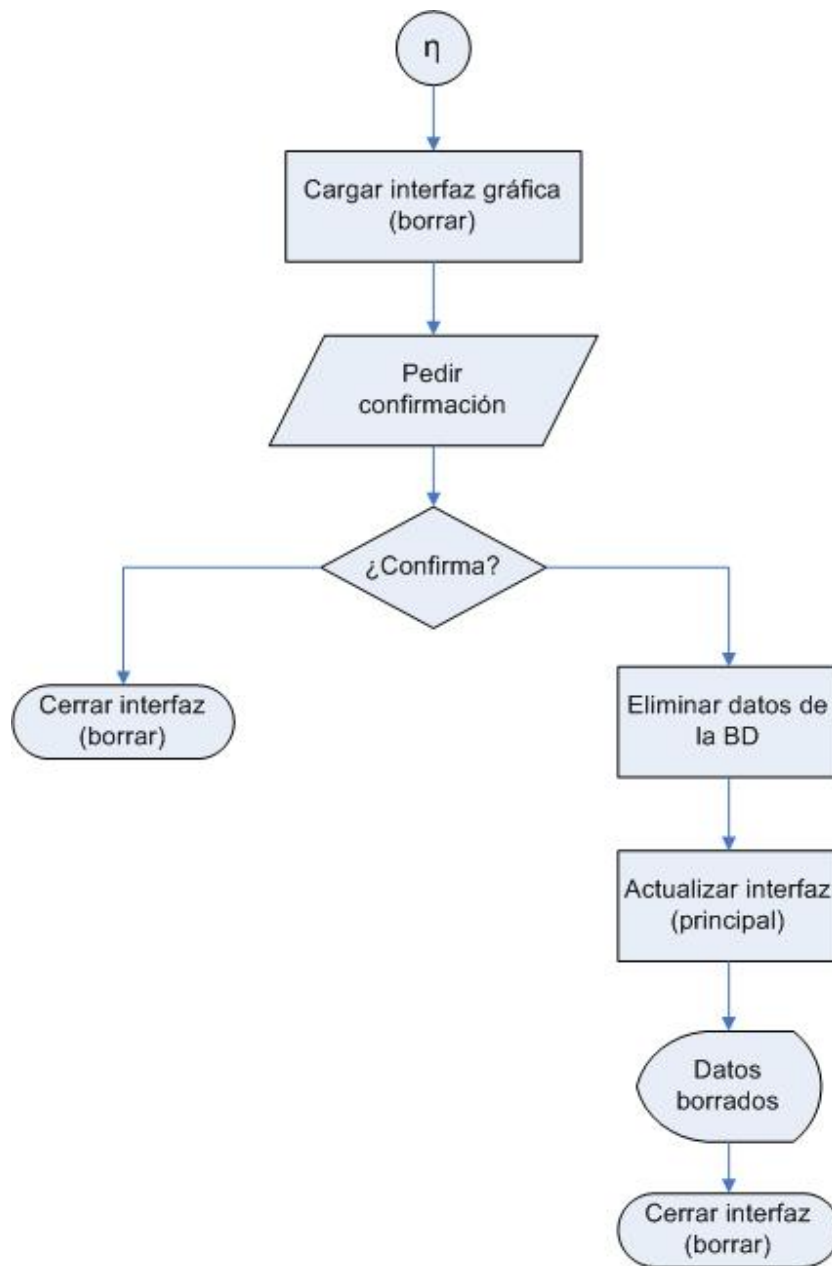 η
Cargar interfaz gráfica
(borrar)
Pedir
confirmación
¿Confirma?
Cerrar interfaz
(borrar)
Eliminar datos de
la BD
Actualizar interfaz
(principal)
Datos
borrados
Cerrar interfaz
(borrar)